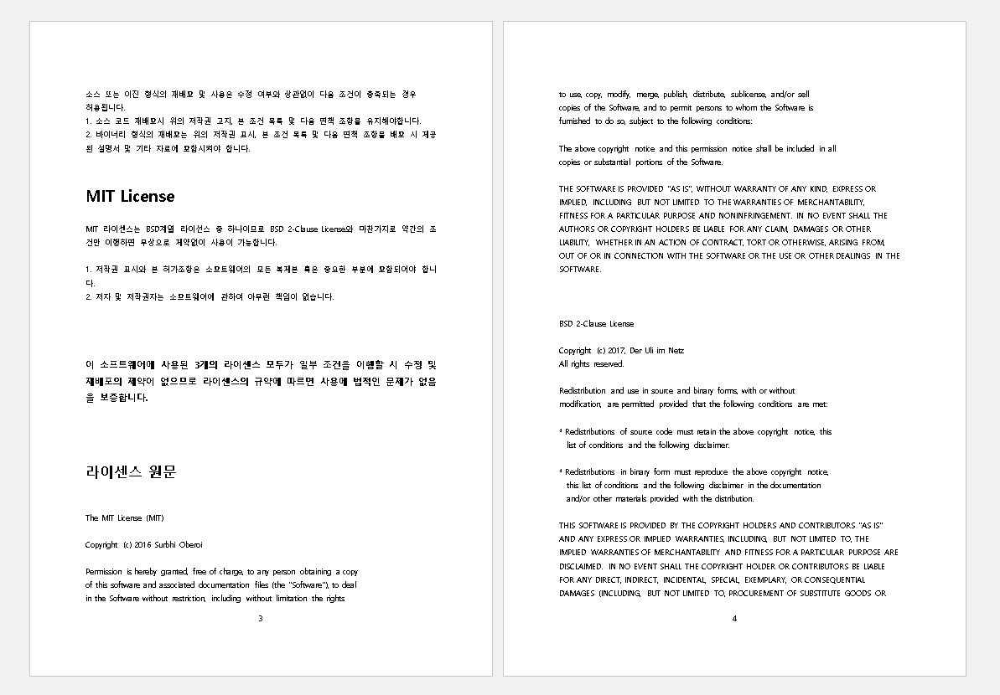 소스 또는 이진 형식의 재배포 및 사용은 수정 여부와 상관없이 다음 조건이 충족되는 경우
허용됩니다.
1. 소스 코드 재배포시 위의 저작권 고지, 본 조건 목록 및 다음 면책 조항을 유지해야합니다.
2. 바이너리 형식의 재배포는 위의 저작권 표시, 본 조건 목록 및 다음 면책 조항을 배포 시 제공
된 설명서 및 기타 자료에 포함시켜야 합니다.
MIT License
MIT 라이센스는 BSD계열 라이선스 중 하나이므로 BSD 2-Clause License와 마찬가지로 약간의 조
건만 이행하면 무상으로 제약없이 사용이 가능합니다.
1. 저작권 표시와 본 허가조항은 소프트웨어의 모든 복제본 혹은 중요한 부분에 포함되어야 합니
다.
2. 저자 및 저작권자는 소프트웨어에 관하여 아무런 책임이 없습니다.
이 소프트웨어에 사용된 3개의 라이센스 모두가 일부 조건을 이행할 시 수정 및
재배포의 제약이 없으므로 라이센스의 규약에 따르면 사용에 법적인 문제가 없음
을 보증합니다.
라이센스 원문
The MIT License (MIT)
Copyright (c) 2016 Surbhi Oberoi
Permission is hereby granted, free of charge, to any person obtaining a copy
of this software and associated documentation files (the "Software"), to deal
in the Software without restriction, including without limitation the rights
3
to use, copy, modify, merge, publish, distribute, sublicense, and/or sell
copies of the Software, and to permit persons to whom the Software is
furnished to do so, subject to the following conditions:
The above copyright notice and this permission notice shall be included in all
copies or substantial portions of the Software.
THE SOFTWARE IS PROVIDED "AS IS", WITHOUT WARRANTY OF ANY KIND, EXPRESS OR
IMPLIED, INCLUDING BUT NOT LIMITED TO THE WARRANTIES OF MERCHANTABILITY,
FITNESS FOR A PARTICULAR PURPOSE AND NONINFRINGEMENT. IN NO EVENT SHALL THE
AUTHORS OR COPYRIGHT HOLDERS BE LIABLE FOR ANY CLAIM, DAMAGES OR OTHER
LIABILITY, WHETHER IN AN ACTION OF CONTRACT, TORT OR OTHERWISE, ARISING FROM,
OUT OF OR IN CONNECTION WITH THE SOFTWARE OR THE USE OR OTHER DEALINGS IN THE
SOFTWARE.
BSD 2-Clause License
Copyright (c) 2017, Der Uli im Netz
All rights reserved.
Redistribution and use in source and binary forms, with or without
modification, are permitted provided that the following conditions are met:
* Redistributions of source code must retain the above copyright notice, this
list of conditions and the following disclaimer.
* Redistributions in binary form must reproduce the above copyright notice,
this list of conditions and the following disclaimer in the documentation
and/or other materials provided with the distribution.
THIS SOFTWARE IS PROVIDED BY THE COPYRIGHT HOLDERS AND CONTRIBUTORS "AS IS"
AND ANY EXPRESS OR IMPLIED WARRANTIES, INCLUDING, BUT NOT LIMITED TO, THE
IMPLIED WARRANTIES OF MERCHANTABILITY AND FITNESS FOR A PARTICULAR PURPOSE ARE
DISCLAIMED. IN NO EVENT SHALL THE COPYRIGHT HOLDER OR CONTRIBUTORS BE LIABLE
FOR ANY DIRECT, INDIRECT, INCIDENTAL, SPECIAL, EXEMPLARY, OR CONSEQUENTIAL
DAMAGES (INCLUDING, BUT NOT LIMITED TO, PROCUREMENT OF SUBSTITUTE GOODS OR
4